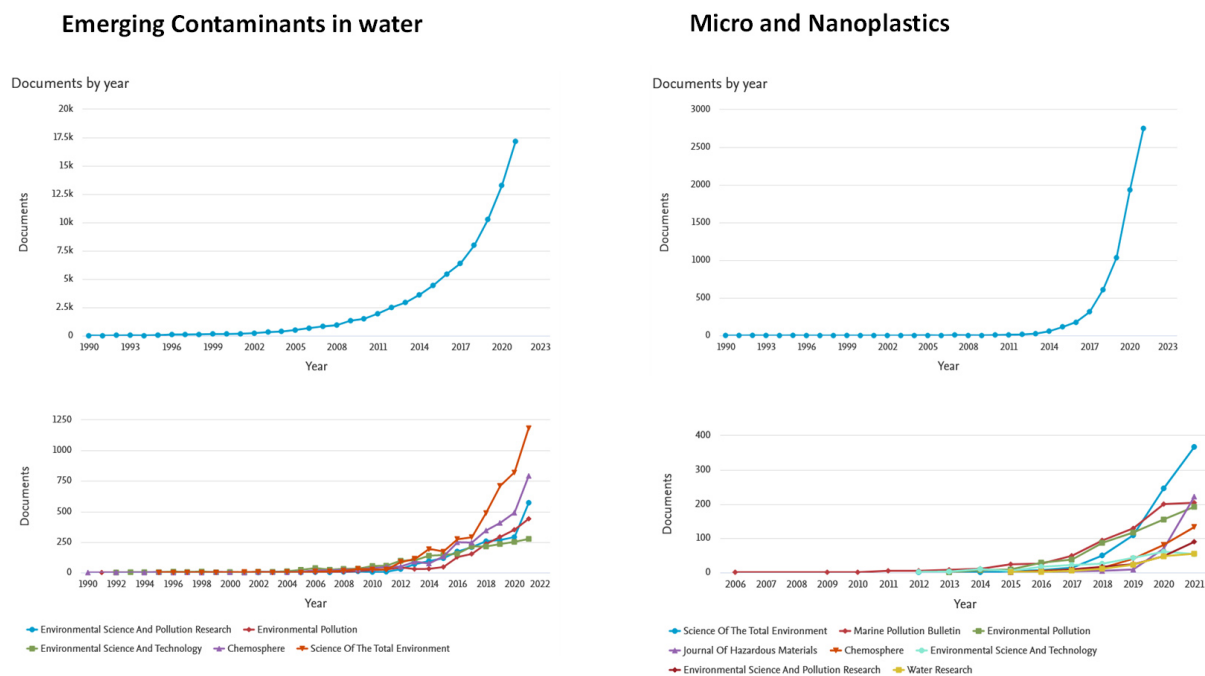 Emerging Contaminants in water
Documents by year
20k
17.5k
15k
12.5k
10k
7.5k
5k
2.5k
0
Documents
1990 1993 1996 1999 2002 2005 2008 2011 2014 2017 2020 2023
Year
1250
1000
750
500
250
0
Documents
1990 1992 1994 1996 1998 2000 2002 2004 2006 2008 2010 2012 2014 2016 2018 2020 2022
Year
Environmental Science And Pollution Research Environmental Pollution
Environmental Science And Technology Chemosphere Science Of The Total Environment
Micro and Nanoplastics
Documents by year
3000
2500
2000
1500
1000
500
0
Documents
1990 1993 1996 1999 2002 2005 2008 2011 2014 2017 2020 2023
Year
400
300
200
100
0
Documents
2006 2007 2008 2009 2010 2011 2012 2013 2014 2015 2016 2017 2018 2019 2020 2021
Year
Science Of The Total Environment Marine Pollution Bulletin Environmental Pollution
Journal Of Hazardous Materials Chemosphere Environmental Science And Technology
Environmental Science And Pollution Research Water Research